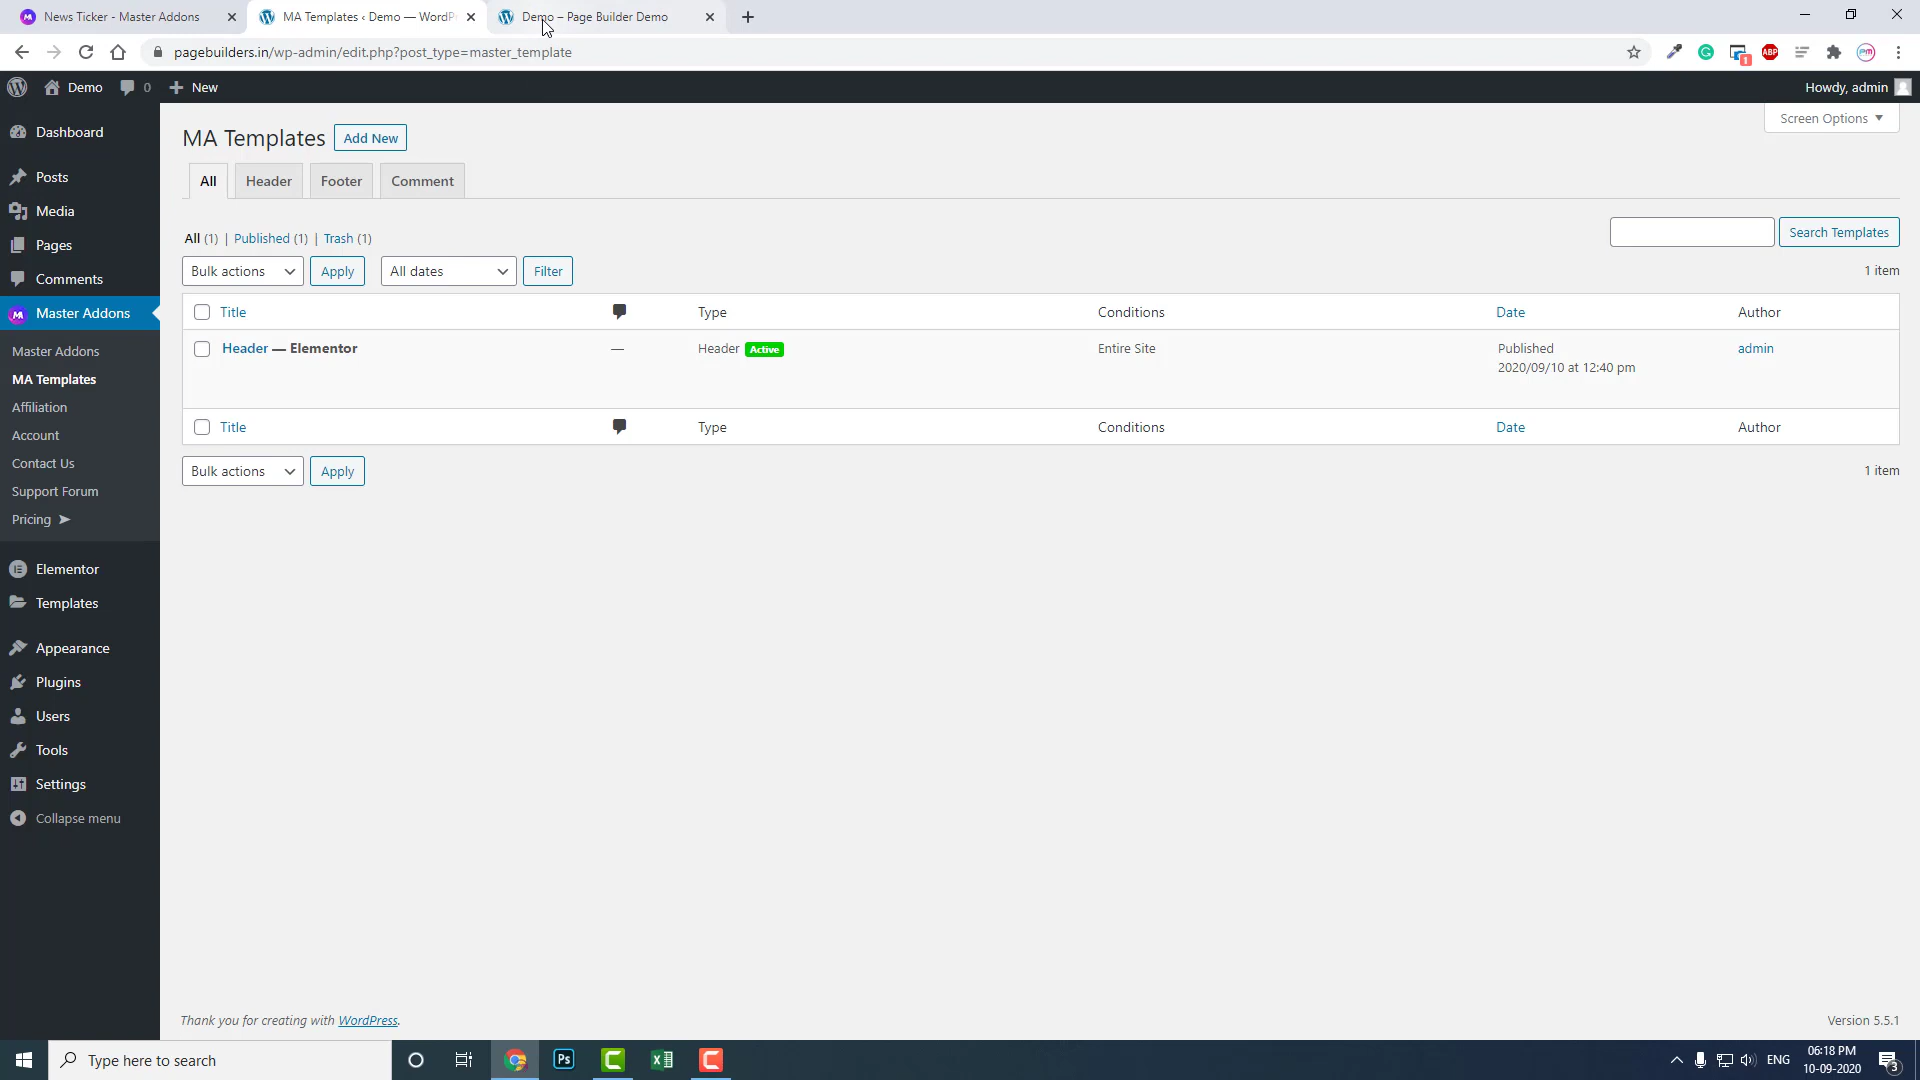 News Ticker - Master Addons
MA Templates ‹ Demo — WordPr
Demo – Page Builder Demo
pagebuilders.in/wp-admin/edit.php?post_type=master_template
1
ABP
Demo 0 New
Howdy, admin
Dashboard
Posts
Media
Pages
Comments
Master Addons
Master Addons
MA Templates
Affiliation
Account
Contact Us
Support Forum
Pricing ➤
Elementor
Templates
Appearance
Plugins
Users
Tools
Settings
Collapse menu
Screen Options ▼
MA Templates Add New
All Header Footer Comment
All (1) | Published (1) | Trash (1)
Search Templates
Bulk actions Apply All dates Filter
1 item
Title Type Conditions Date Author
Header — Elementor — Header Active Entire Site Published admin
2020/09/10 at 12:40 pm
Title Type Conditions Date Author
Bulk actions Apply
1 item
Thank you for creating with WordPress.
Version 5.5.1
Type here to search
Ps
ENG
06:18 PM
10-09-2020
3